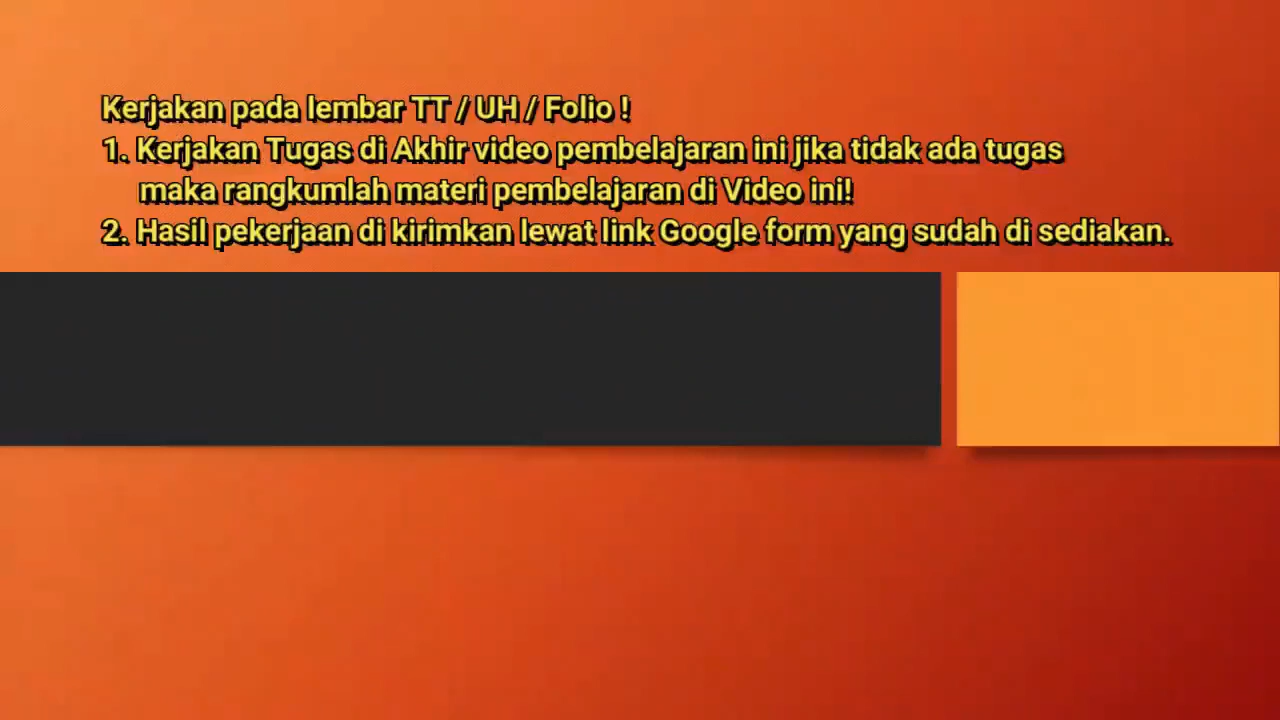 Kerjakan pada lembar TT / UH / Folio !
1. Kerjakan Tugas di Akhir video pembelajaran ini jika tidak ada tugas
maka rangkumlah materi pembelajaran di Video ini!
2. Hasil pekerjaan di kirimkan lewat link Google form yang sudah di sediakan.